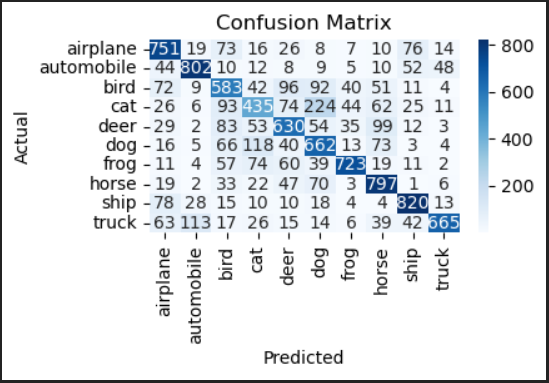 Confusion Matrix
airplane 751 19 73 16 26 8 7 10 76 14
automobile 44 802 10 12 8 9 5 10 52 48
bird 72 9 583 42 96 92 40 51 11 4
cat 26 6 93 435 74 224 44 62 25 11
deer 29 2 83 53 630 54 35 99 12 3
dog 16 5 66 118 40 662 13 73 3 4
frog 11 4 57 74 60 39 723 19 11 2
horse 19 2 33 22 47 70 3 797 1 6
ship 78 28 15 10 10 18 4 4 820 13
truck 63 113 17 26 15 14 6 39 42 665
airplane automobile bird cat deer dog frog horse ship truck
Actual
Predicted
800
600
400
200